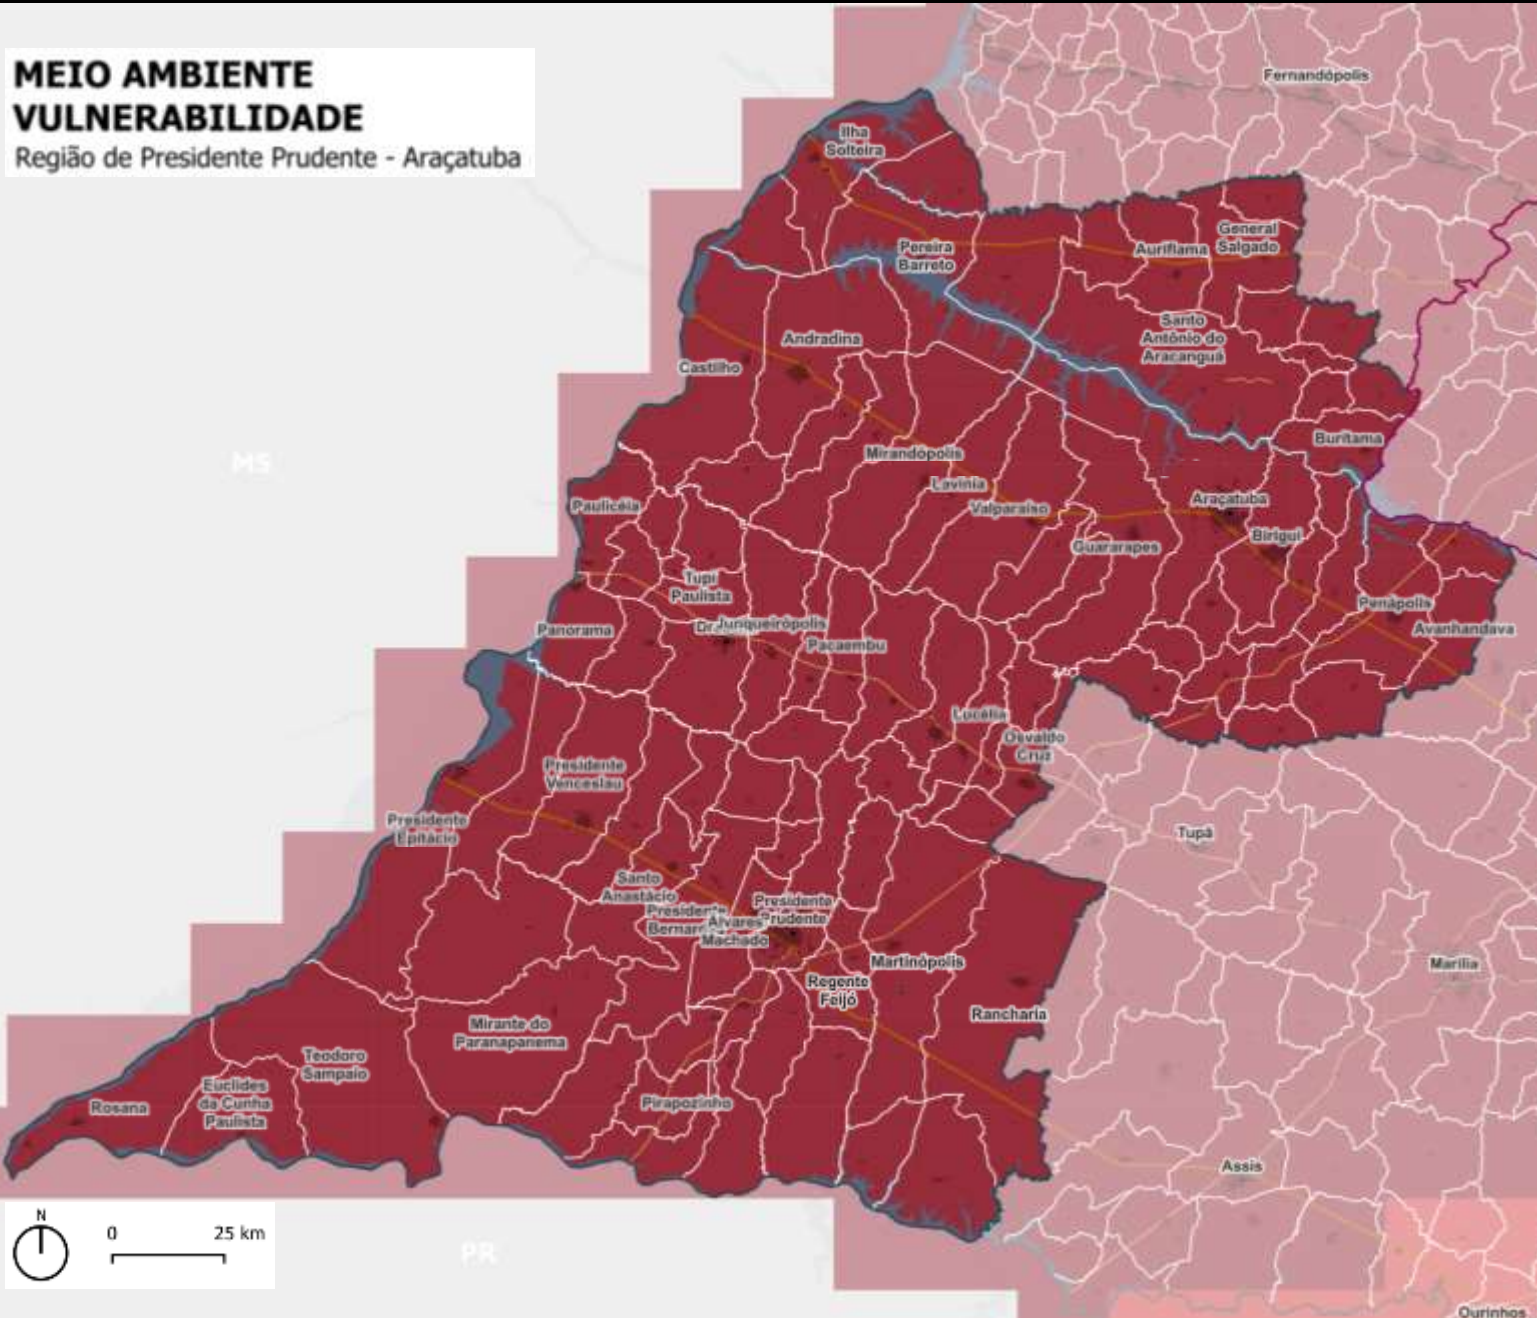 MEIO AMBIENTE
VULNERABILIDADE
Região de Presidente Prudente - Araçatuba
Fernandópolis
Ilha
Solteira
Pereira
Barreto
Auriflama
General
Salgado
Santo
Antônio do
Aracanguá
Andradina
Castilho
Buritama
MS
Mirandópolis
Lavínia
Valparaíso
Araçatuba
Birigui
Guararapes
Paulicéia
Tupi
Paulista
Junqueirópolis
Pacaembu
Panorama
Penápolis
Avanhandava
Lucélia
Osvaldo
Cruz
Presidente
Venceslau
Presidente
Epitácio
Tupã
Santo
Anastácio
Presidente
Álvares
Machado
Presidente
Prudente
Martinópolis
Marília
Regente
Feijó
Rancharia
Mirante do
Paranapanema
Teodoro
Sampaio
Euclides
da Cunha
Paulista
Rosana
Pirapozinho
Assis
N
0 25 km
PR
Ourinhos